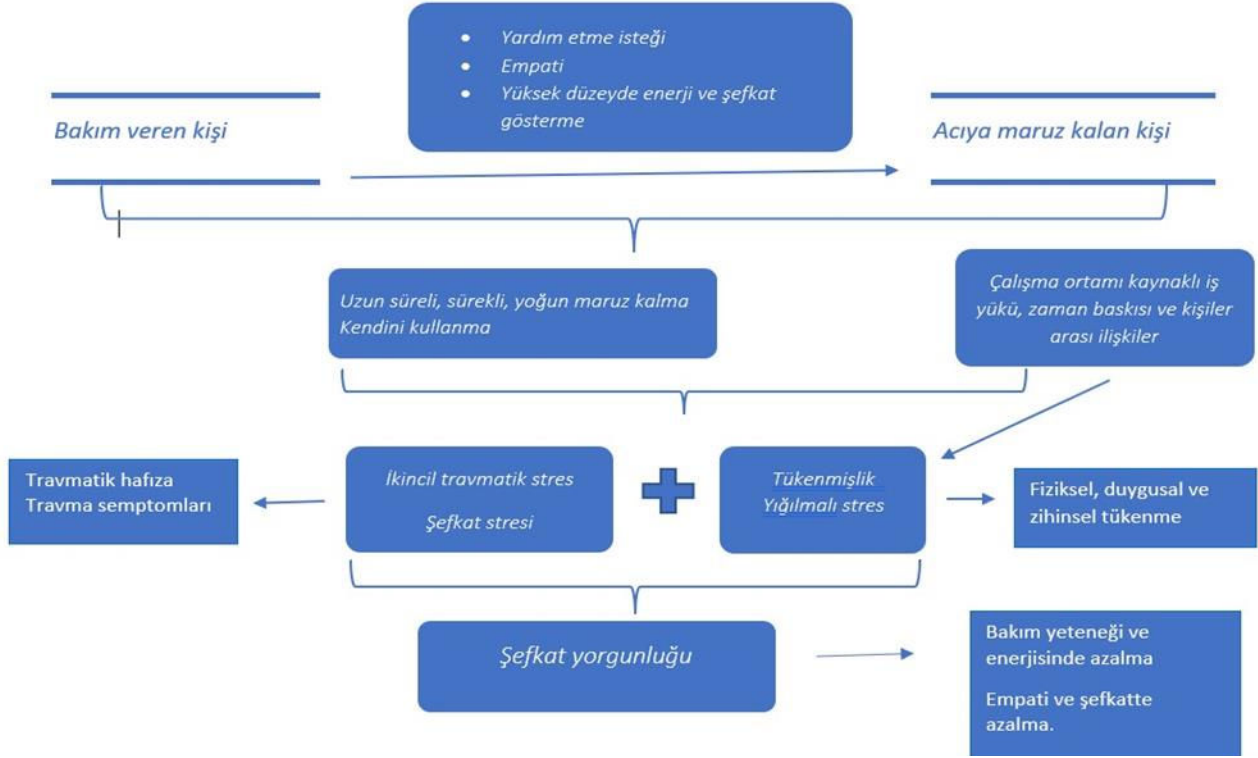 Yardım etme isteği
Empati
Yüksek düzeyde enerji ve şefkat
gösterme
Bakım veren kişi
Acıya maruz kalan kişi
Uzun süreli, sürekli, yoğun maruz kalma
Kendini kullanma
Çalışma ortamı kaynaklı iş
yükü, zaman baskısı ve kişiler
arası ilişkiler
Travmatik hafıza
Travma semptomları
İkincil travmatik stres
Şefkat stresi
Tükenmişlik
Yığılmalı stres
Fiziksel, duygusal ve
zihinsel tükenme
Şefkat yorgunluğu
Bakım yeteneği ve
enerjisinde azalma
Empati ve şefkatte
azalma.